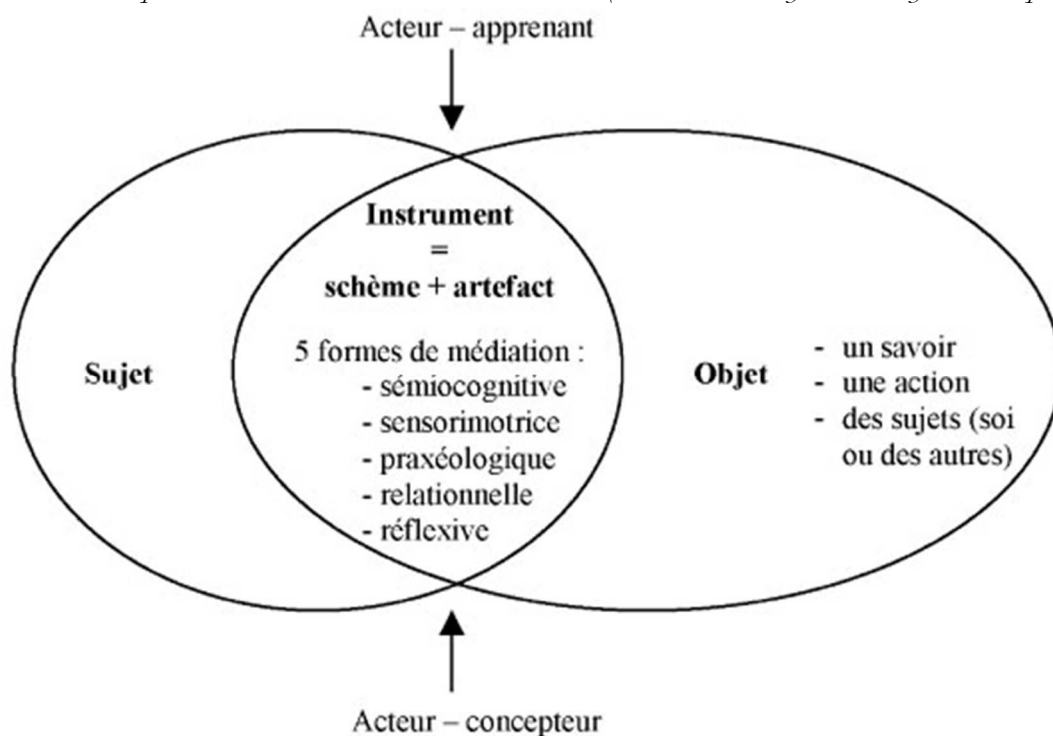 Acteur – apprenant
Instrument
=
schème + artefact
5 formes de médiation :
- sémiocognitive
- sensorimotrice
- praxéologique
- relationnelle
- réflexive
Sujet
Objet
- un savoir
- une action
- des sujets (soi
ou des autres)
Acteur – concepteur